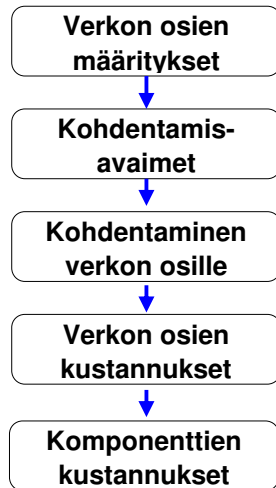 Verkon osien
määritykset
Kohdentamis-
avaimet
Kohdentaminen
verkon osille
Verkon osien
kustannukset
Komponenttien
kustannukset